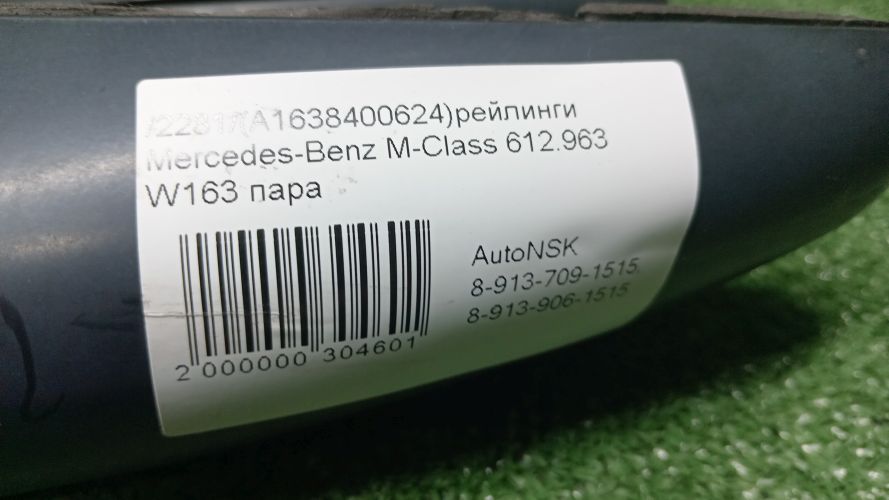 /22817/(A1638400624)рейлинги
Mercedes-Benz M-Class 612.963
W163 пара
AutoNSK
8-913-709-1515,
8-913-906-1515
2 000000 304601